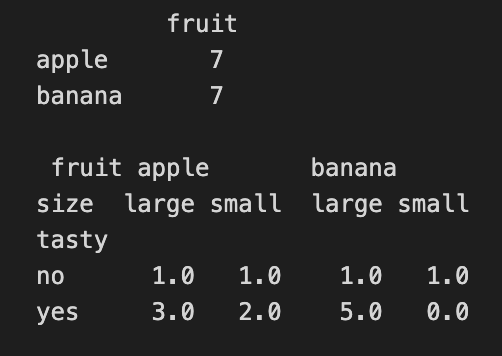 fruit
apple 7
banana 7
fruit apple banana
size large small large small
tasty
no 1.0 1.0 1.0 1.0
yes 3.0 2.0 5.0 0.0